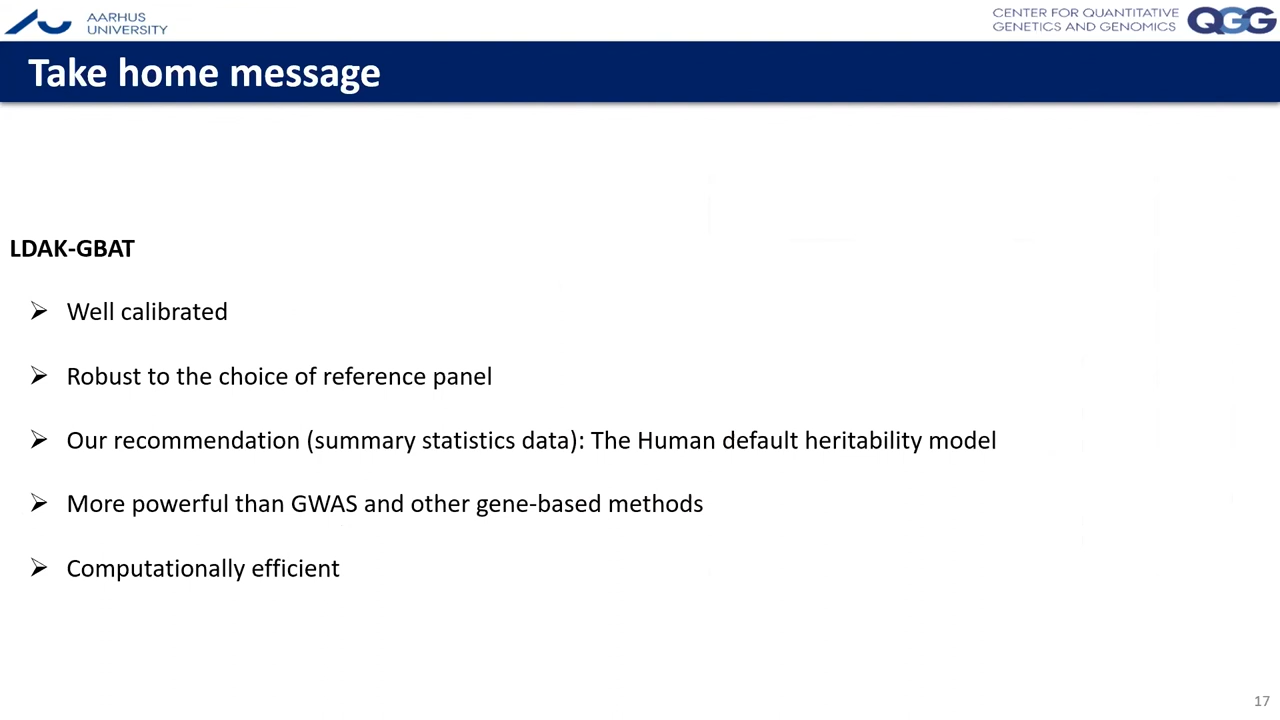 AARHUS
UNIVERSITY
CENTER FOR QUANTITATIVE
GENETICS AND GENOMICS
QGG
Take home message
LDAK-GBAT
➢ Well calibrated
➢ Robust to the choice of reference panel
➢ Our recommendation (summary statistics data): The Human default heritability model
➢ More powerful than GWAS and other gene-based methods
➢ Computationally efficient
17